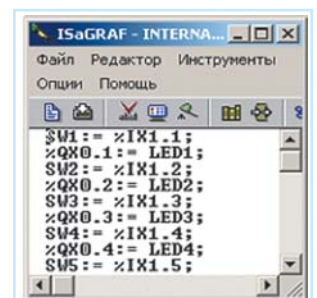 ISaGRAF - INTERNA...
Файл Редактор Инструменты
Опции Помощь
SW1:= %IX1.1;
%QX0.1:= LED1;
SW2:= %IX1.2;
%QX0.2:= LED2;
SW3:= %IX1.3;
%QX0.3:= LED3;
SW4:= %IX1.4;
%QX0.4:= LED4;
SW5:= %IX1.5;